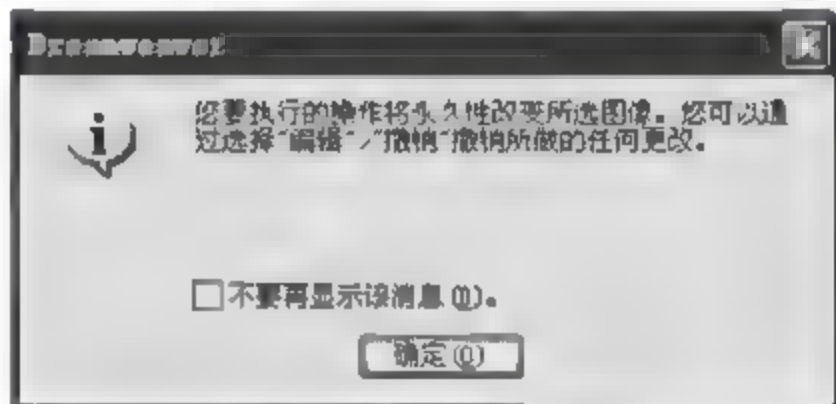 Dreamweaver
您要执行的操作将永久性改变所选图像。您可以通
过选择“编辑”/“撤销”撤销所做的任何更改。
不要再显示该消息(D)。
确定(O)